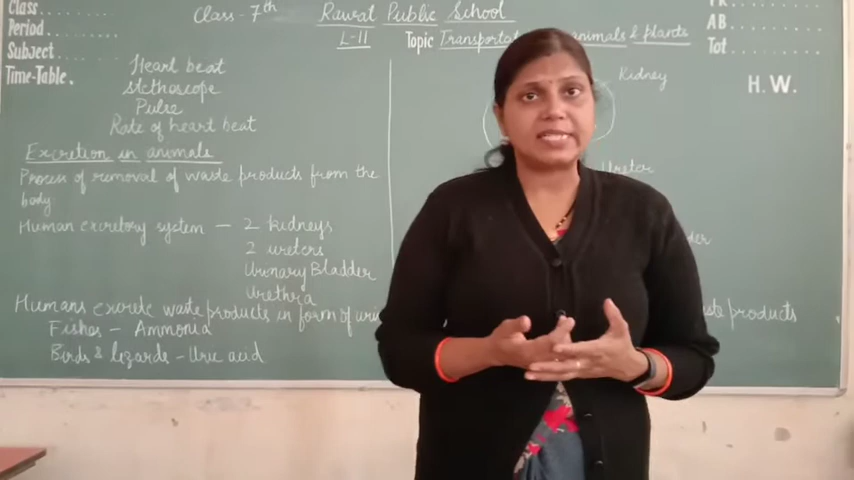 Class
Period
Subject
Time-Table.
Class - 7th
Rawat Public School
L-11
Topic
animals & plants
AB
Tot
H. W.
Heart beat
Stethoscope
Pulse
Rate of heart beat
Excretion in animals
Process of removal of waste products from the
body
Human excretory system - 2 kidneys
2 ureters
Urinary Bladder
Urethra
Humans excrete waste products in form of
Fishes - Ammonia
Birds & lizards - Uric acid
Kidney
Ureter
products